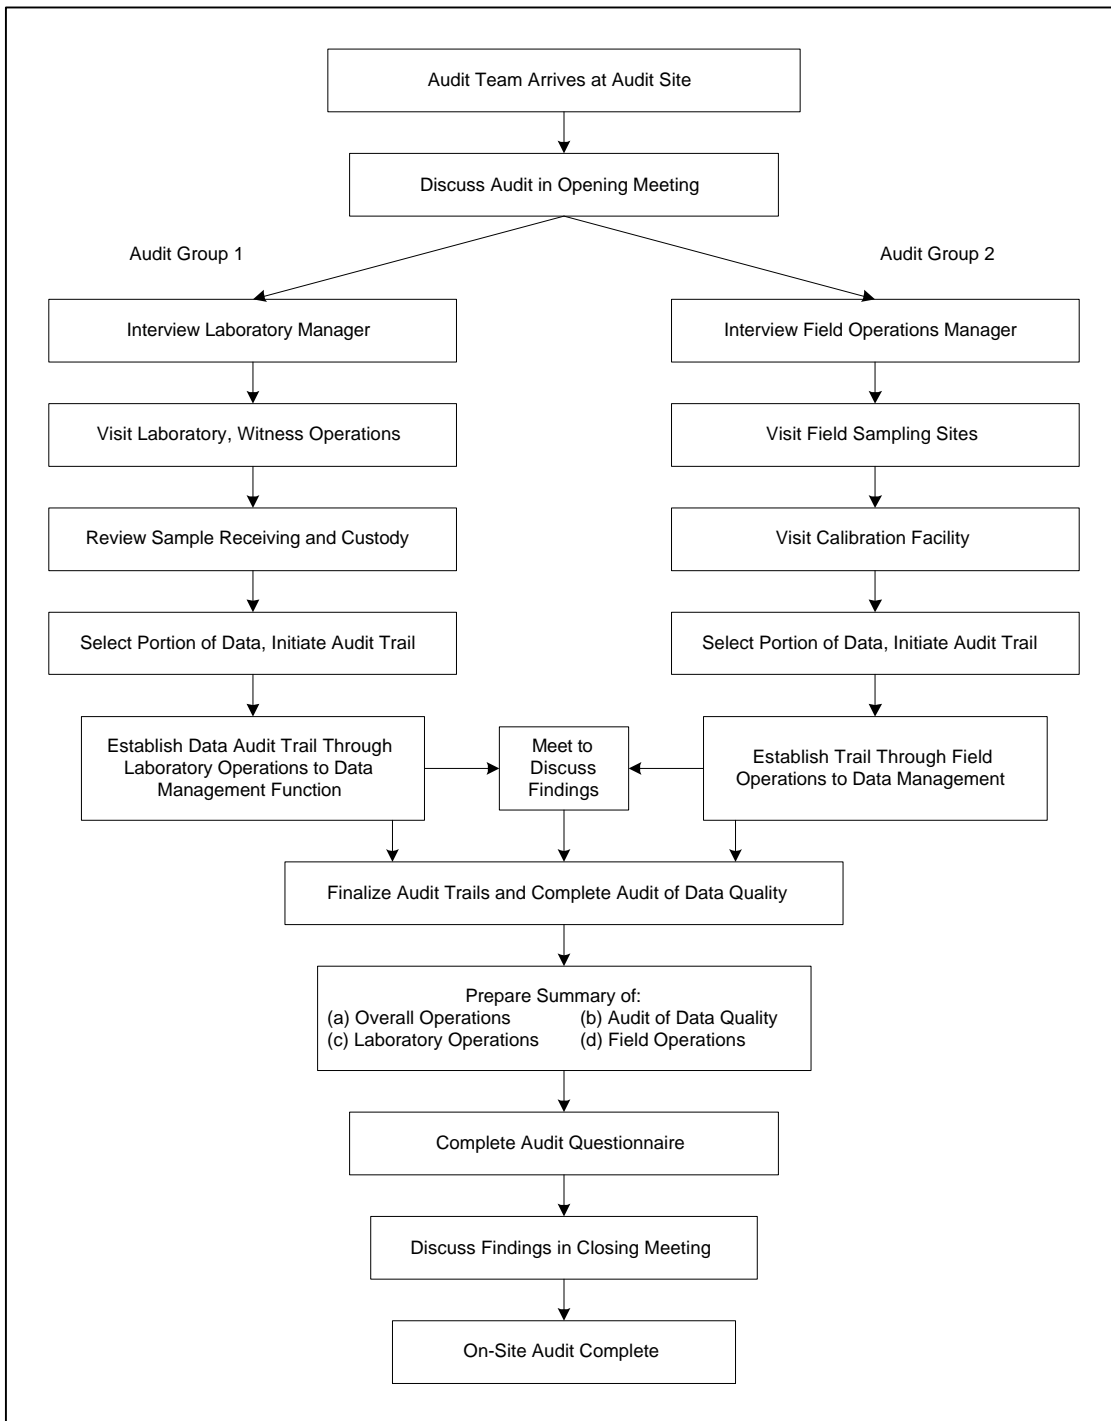 Audit Team Arrives at Audit Site
Discuss Audit in Opening Meeting
Audit Group 1
Audit Group 2
Interview Laboratory Manager
Interview Field Operations Manager
Visit Laboratory, Witness Operations
Visit Field Sampling Sites
Review Sample Receiving and Custody
Visit Calibration Facility
Select Portion of Data, Initiate Audit Trail
Select Portion of Data, Initiate Audit Trail
Establish Data Audit Trail Through
Laboratory Operations to Data
Management Function
Meet to
Discuss
Findings
Establish Trail Through Field
Operations to Data Management
Finalize Audit Trails and Complete Audit of Data Quality
Prepare Summary of:
(a) Overall Operations (b) Audit of Data Quality
(c) Laboratory Operations (d) Field Operations
Complete Audit Questionnaire
Discuss Findings in Closing Meeting
On-Site Audit Complete